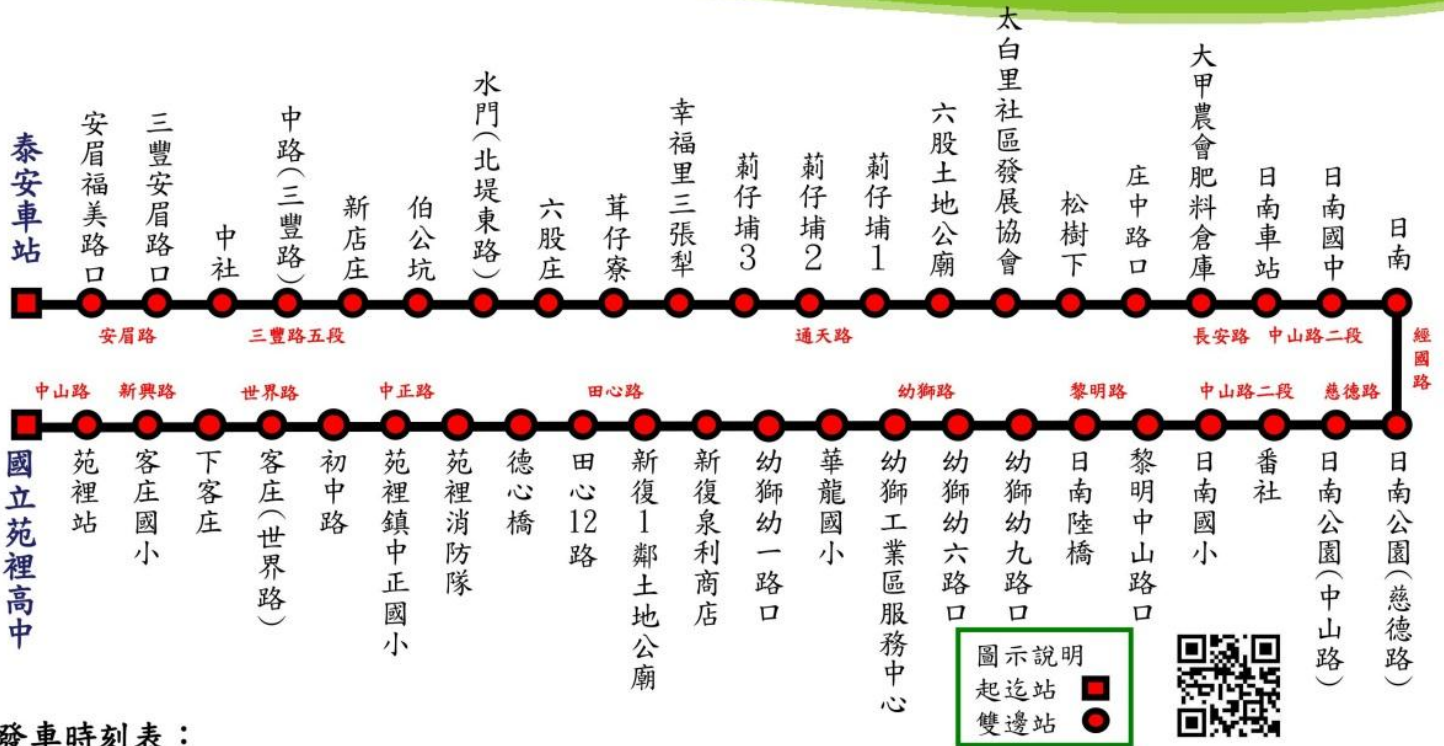 泰安車站
安眉福美路口
三豐安眉路口
中社
中路(三豐路)
新店庄
伯公坑
水門(北堤東路)
六股庄
茸仔寮
幸福里三張犁
莿仔埔3
莿仔埔2
莿仔埔1
六股土地公廟
太白里社區發展協會
松樹下
庄中路口
大甲農會肥料倉庫
日南車站
日南國中
日南
安眉路
三豐路五段
通天路
長安路
中山路二段
經國路
中山路
新興路
世界路
中正路
田心路
幼獅路
黎明路
中山路二段
慈德路
國立苑裡高中
苑裡站
客庄國小
下客庄
客庄(世界路)
初中路
苑裡鎮中正國小
苑裡消防隊
德心橋
田心12路
新復1鄰土地公廟
新復泉利商店
幼獅幼一路口
華龍國小
幼獅工業區服務中心
幼獅幼六路口
幼獅幼九路口
日南陸橋
黎明中山路口
日南國小
番社
日南公園(中山路)
日南公園(慈德路)
圖示說明
起迄站
雙邊站
發車時刻表：